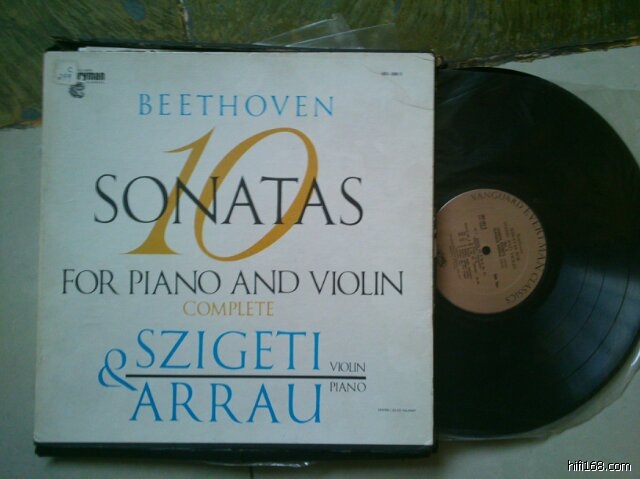 BEETHOVEN
10
SONATAS
FOR PIANO AND VIOLIN
COMPLETE
SZIGETI VIOLIN
& ARRAU PIANO
VANGUARD EVERYMAN CLASSICS
hifi168.com